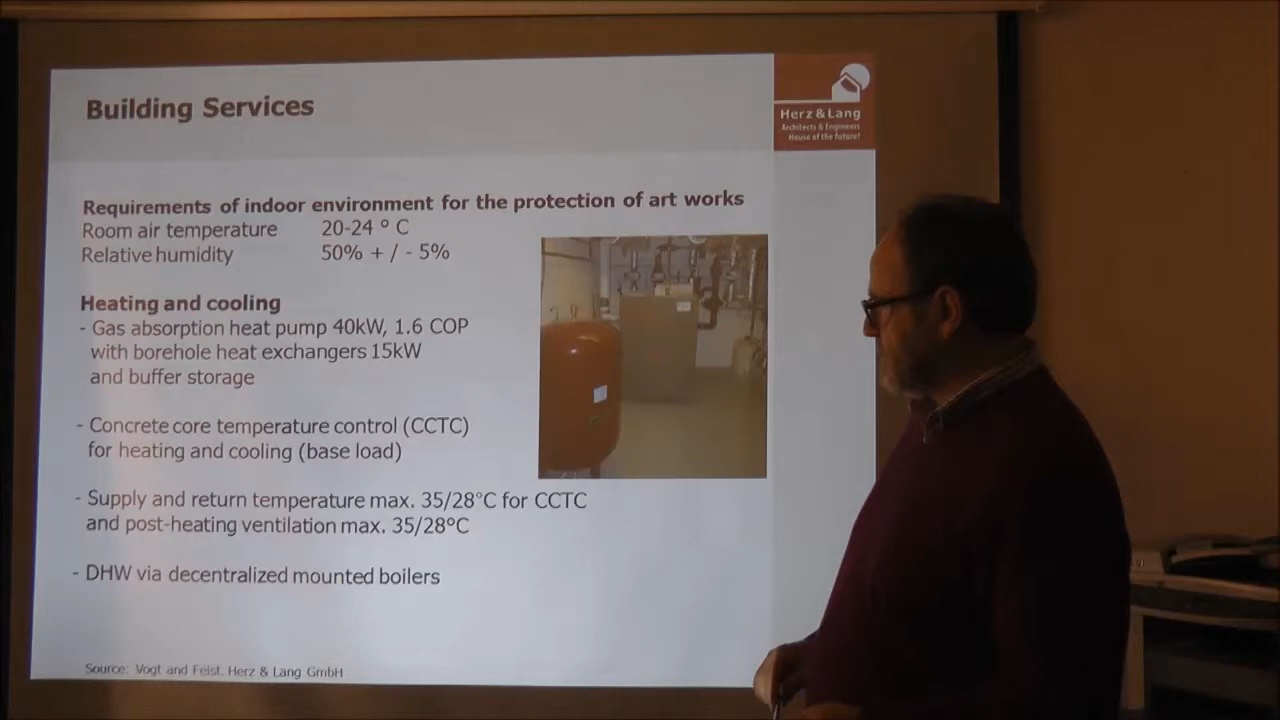 Building Services
Herz & Lang
Architects & Engineers
House of the future!
Requirements of indoor environment for the protection of art works
Room air temperature 20-24 ° C
Relative humidity 50% + / - 5%
Heating and cooling
- Gas absorption heat pump 40kW, 1.6 COP
with borehole heat exchangers 15kW
and buffer storage
- Concrete core temperature control (CCTC)
for heating and cooling (base load)
- Supply and return temperature max. 35/28°C for CCTC
and post-heating ventilation max. 35/28°C
- DHW via decentralized mounted boilers
Source: Vogt and Feist, Herz & Lang GmbH